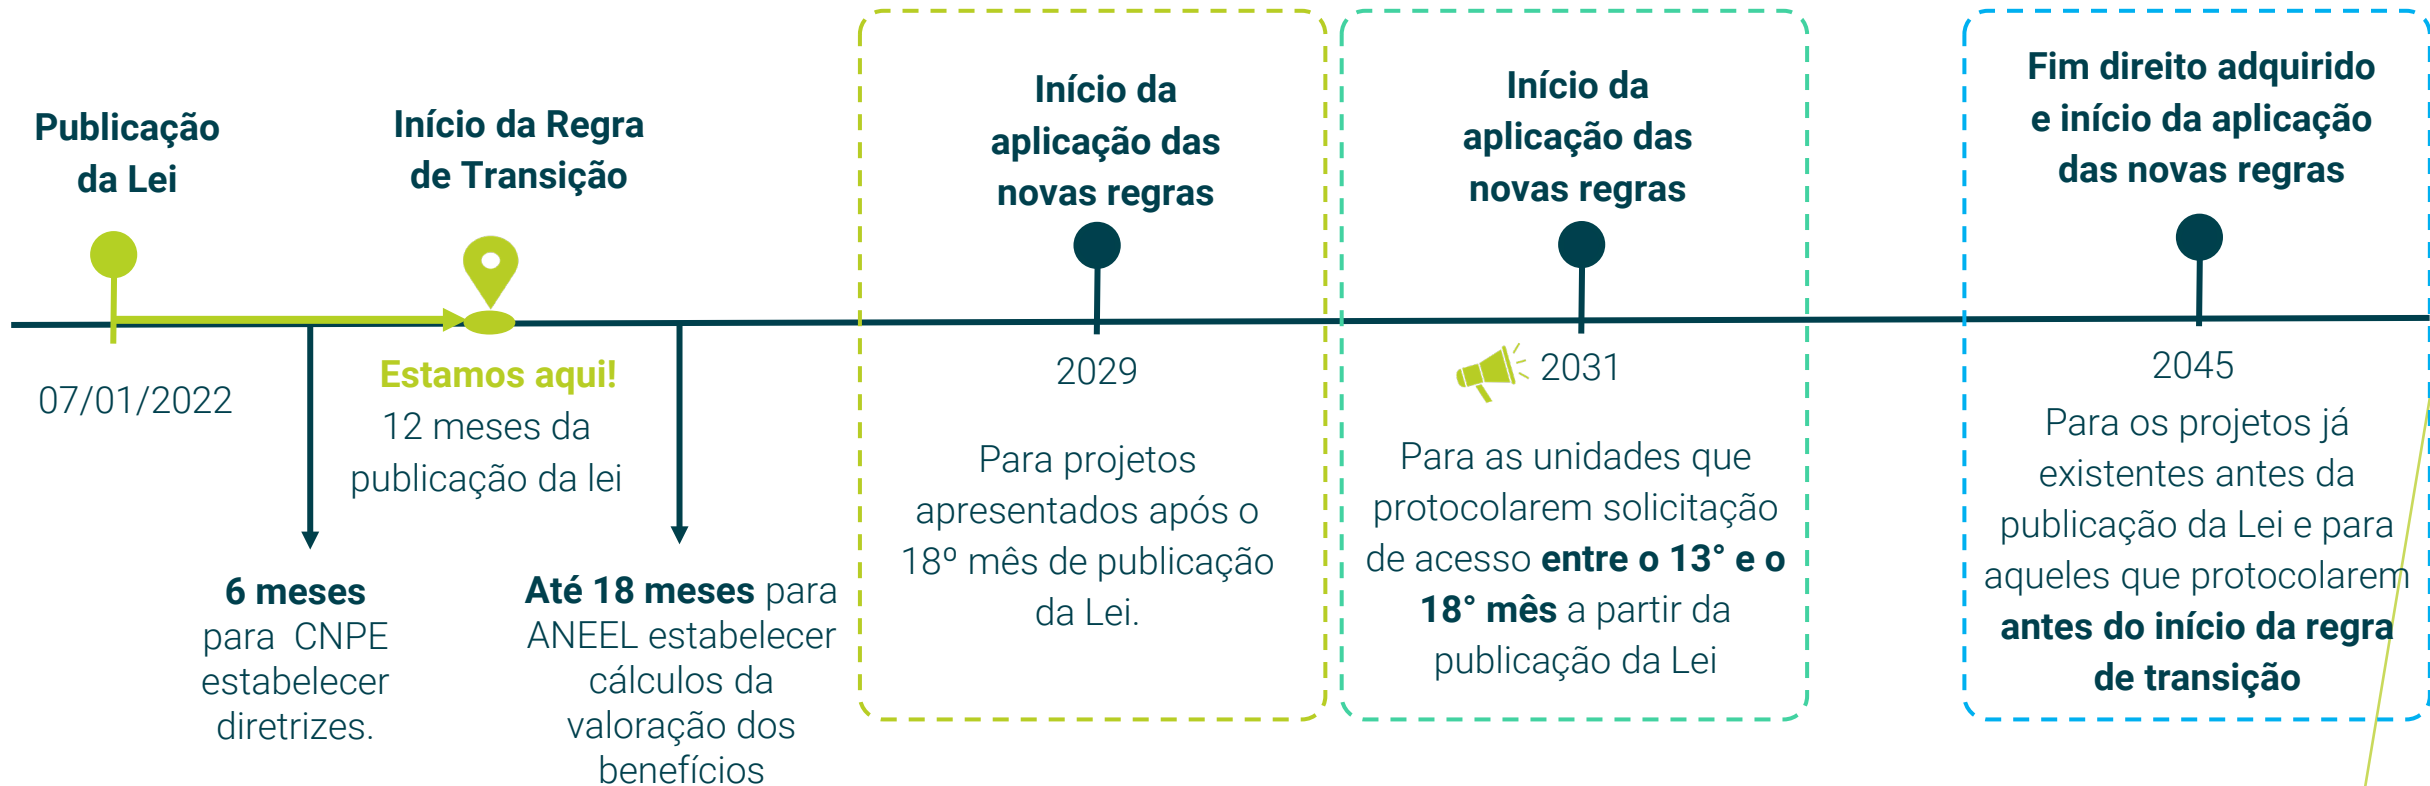 Publicação
da Lei
07/01/2022
6 meses
para CNPE
estabelecer
diretrizes.
Início da Regra
de Transição
Estamos aqui!
12 meses da
publicação da lei
Até 18 meses para
ANEEL estabelecer
cálculos da
valoração dos
benefícios
Início da
aplicação das
novas regras
2029
Para projetos
apresentados após o
18º mês de publicação
da Lei.
Início da
aplicação das
novas regras
2031
Para as unidades que
protocolarem solicitação
de acesso entre o 13° e o
18° mês a partir da
publicação da Lei
Fim direito adquirido
e início da aplicação
das novas regras
2045
Para os projetos já
existentes antes da
publicação da Lei e para
aqueles que protocolarem
antes do início da regra
de transição